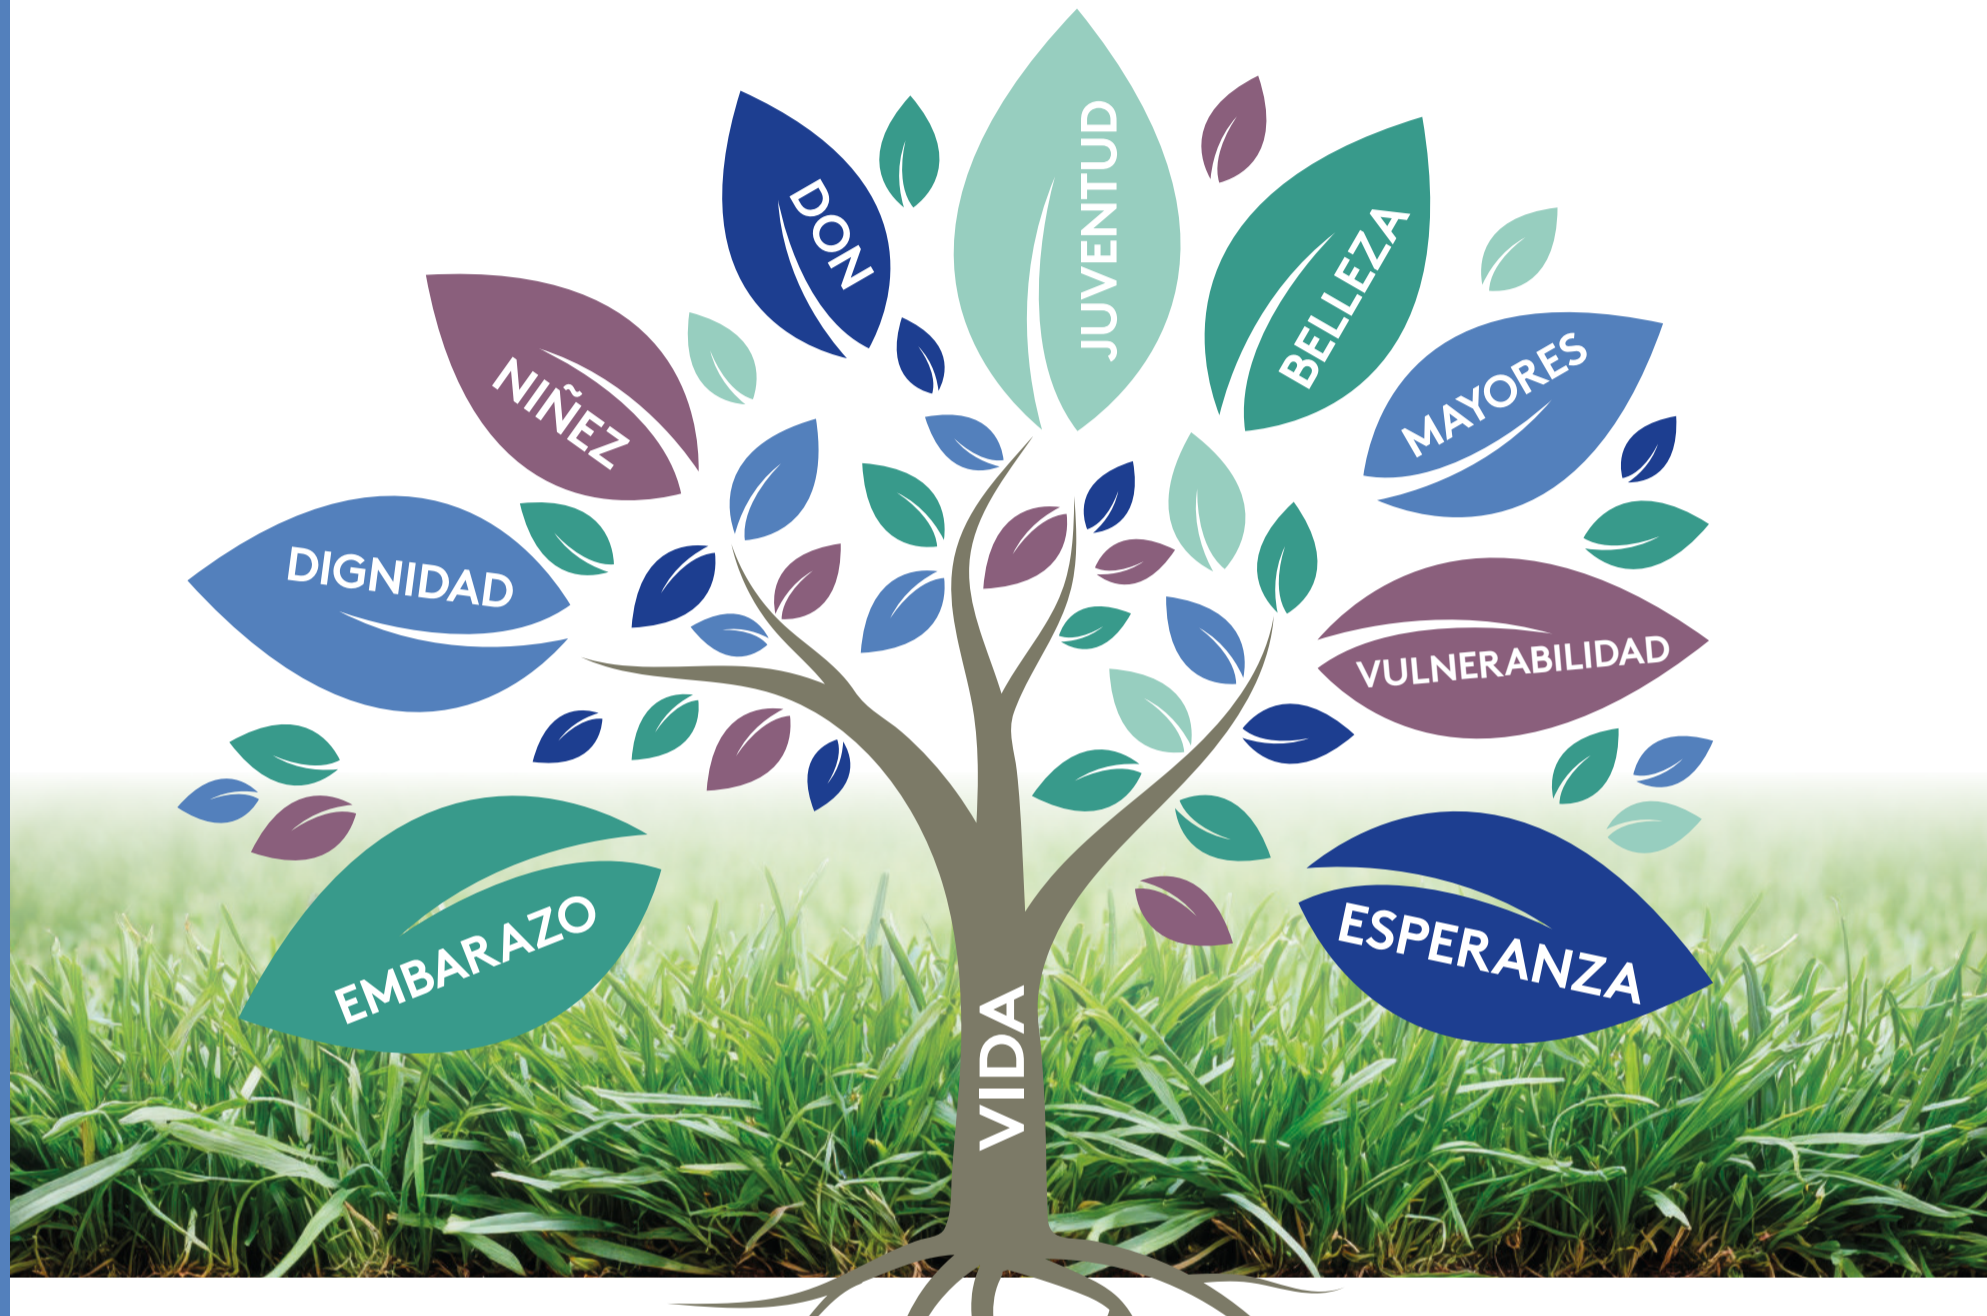 JUVENTUD
DON
BELLEZA
NIÑEZ
MAYORES
DIGNIDAD
VULNERABILIDAD
EMBARAZO
ESPERANZA
VIDA